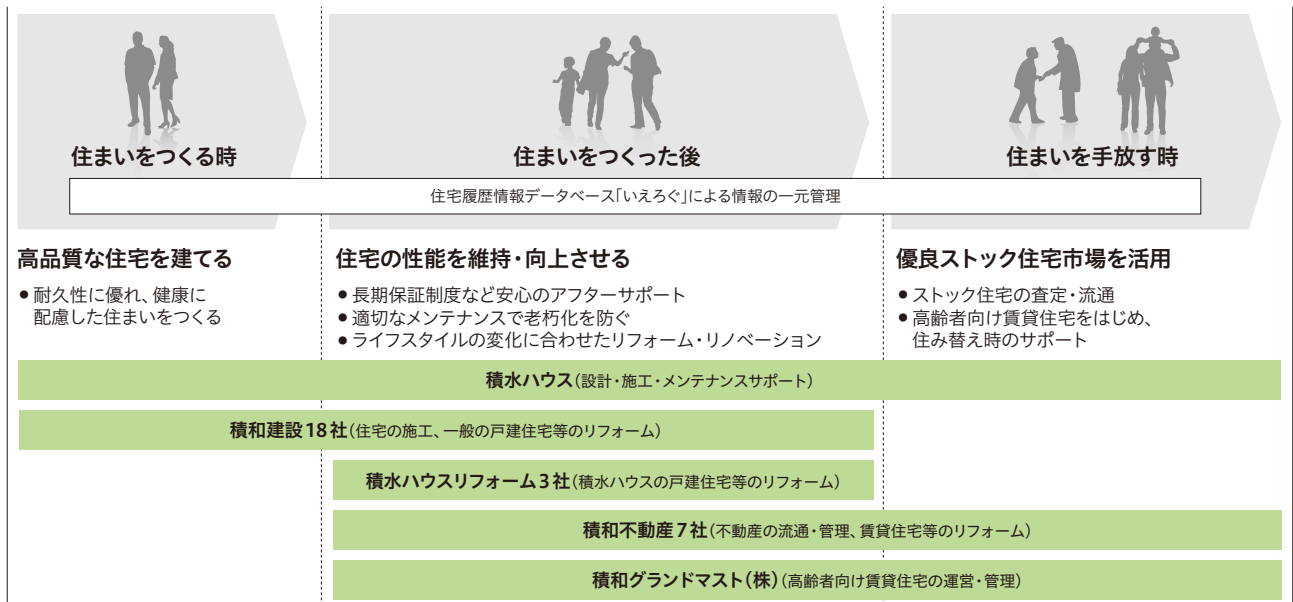 住まいをつくる時
住まいをつくった後
住まいを手放す時
住宅履歴情報データベース「いえろぐ」による情報の一元管理
高品質な住宅を建てる
●耐久性に優れ、健康に
配慮した住まいをつくる
住宅の性能を維持・向上させる
●長期保証制度など安心のアフターサポート
●適切なメンテナンスで老朽化を防ぐ
●ライフスタイルの変化に合わせたリフォーム・リノベーション
優良ストック住宅市場を活用
●ストック住宅の査定・流通
●高齢者向け賃貸住宅をはじめ、
住み替え時のサポート
積水ハウス(設計・施工・メンテナンスサポート)
積和建設18社(住宅の施工、一般の戸建住宅等のリフォーム)
積水ハウスリフォーム3社(積水ハウスの戸建住宅等のリフォーム)
積和不動産7社(不動産の流通・管理、賃貸住宅等のリフォーム)
積和グランドマスト(株)(高齢者向け賃貸住宅の運営・管理)